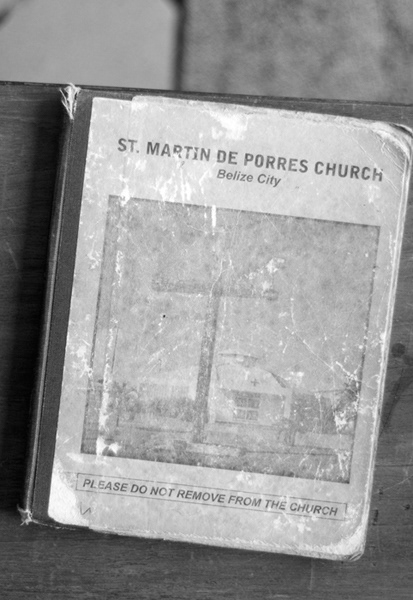 ST. MARTIN DE PORRES CHURCH
Belize City
PLEASE DO NOT REMOVE FROM THE CHURCH